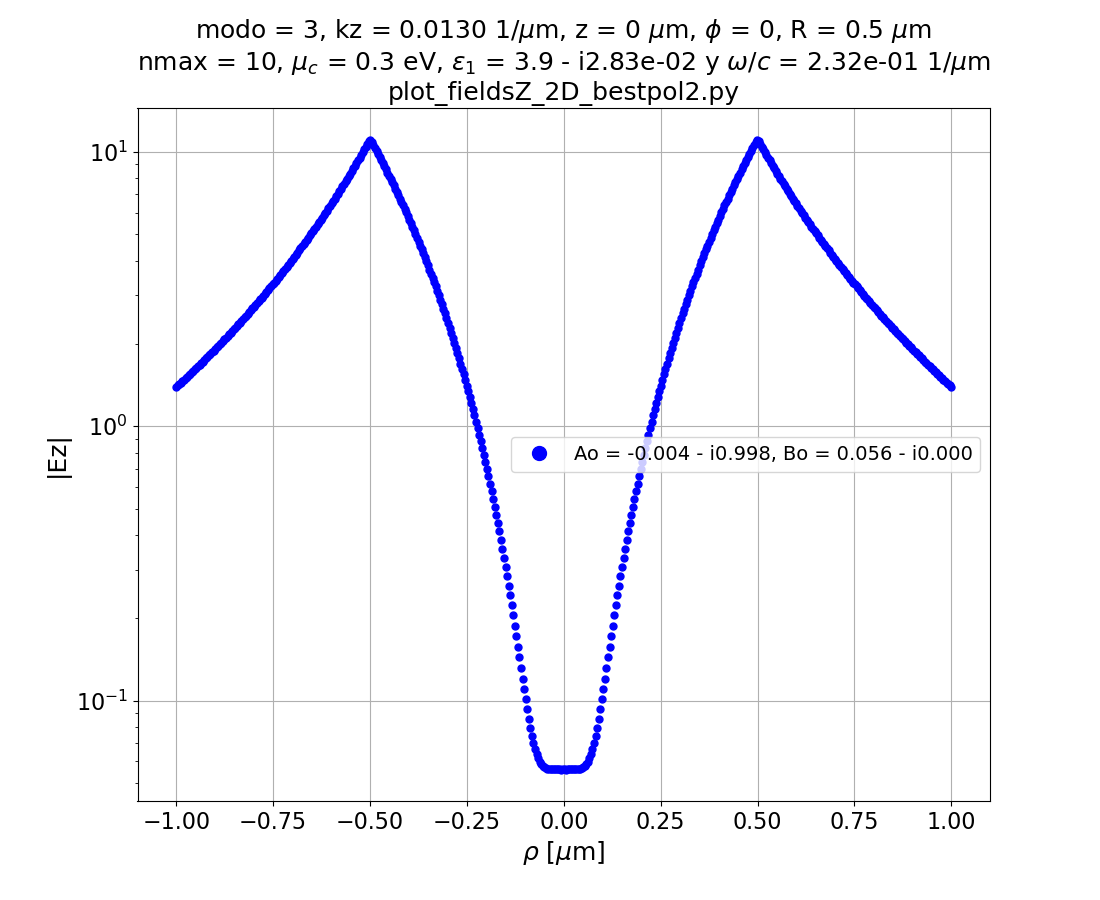 modo = 3, kz = 0.0130 1/μm, z = 0 μm, ϕ = 0, R = 0.5 μm
nmax = 10, μc = 0.3 eV, ε1 = 3.9 - i2.83e-02 y ω/c = 2.32e-01 1/μm
plot_fieldsZ_2D_bestpol2.py
10¹
10⁰
10⁻¹
|Ez|
Ao = -0.004 - i0.998, Bo = 0.056 - i0.000
−1.00 −0.75 −0.50 −0.25 0.00 0.25 0.50 0.75 1.00
ρ [μm]